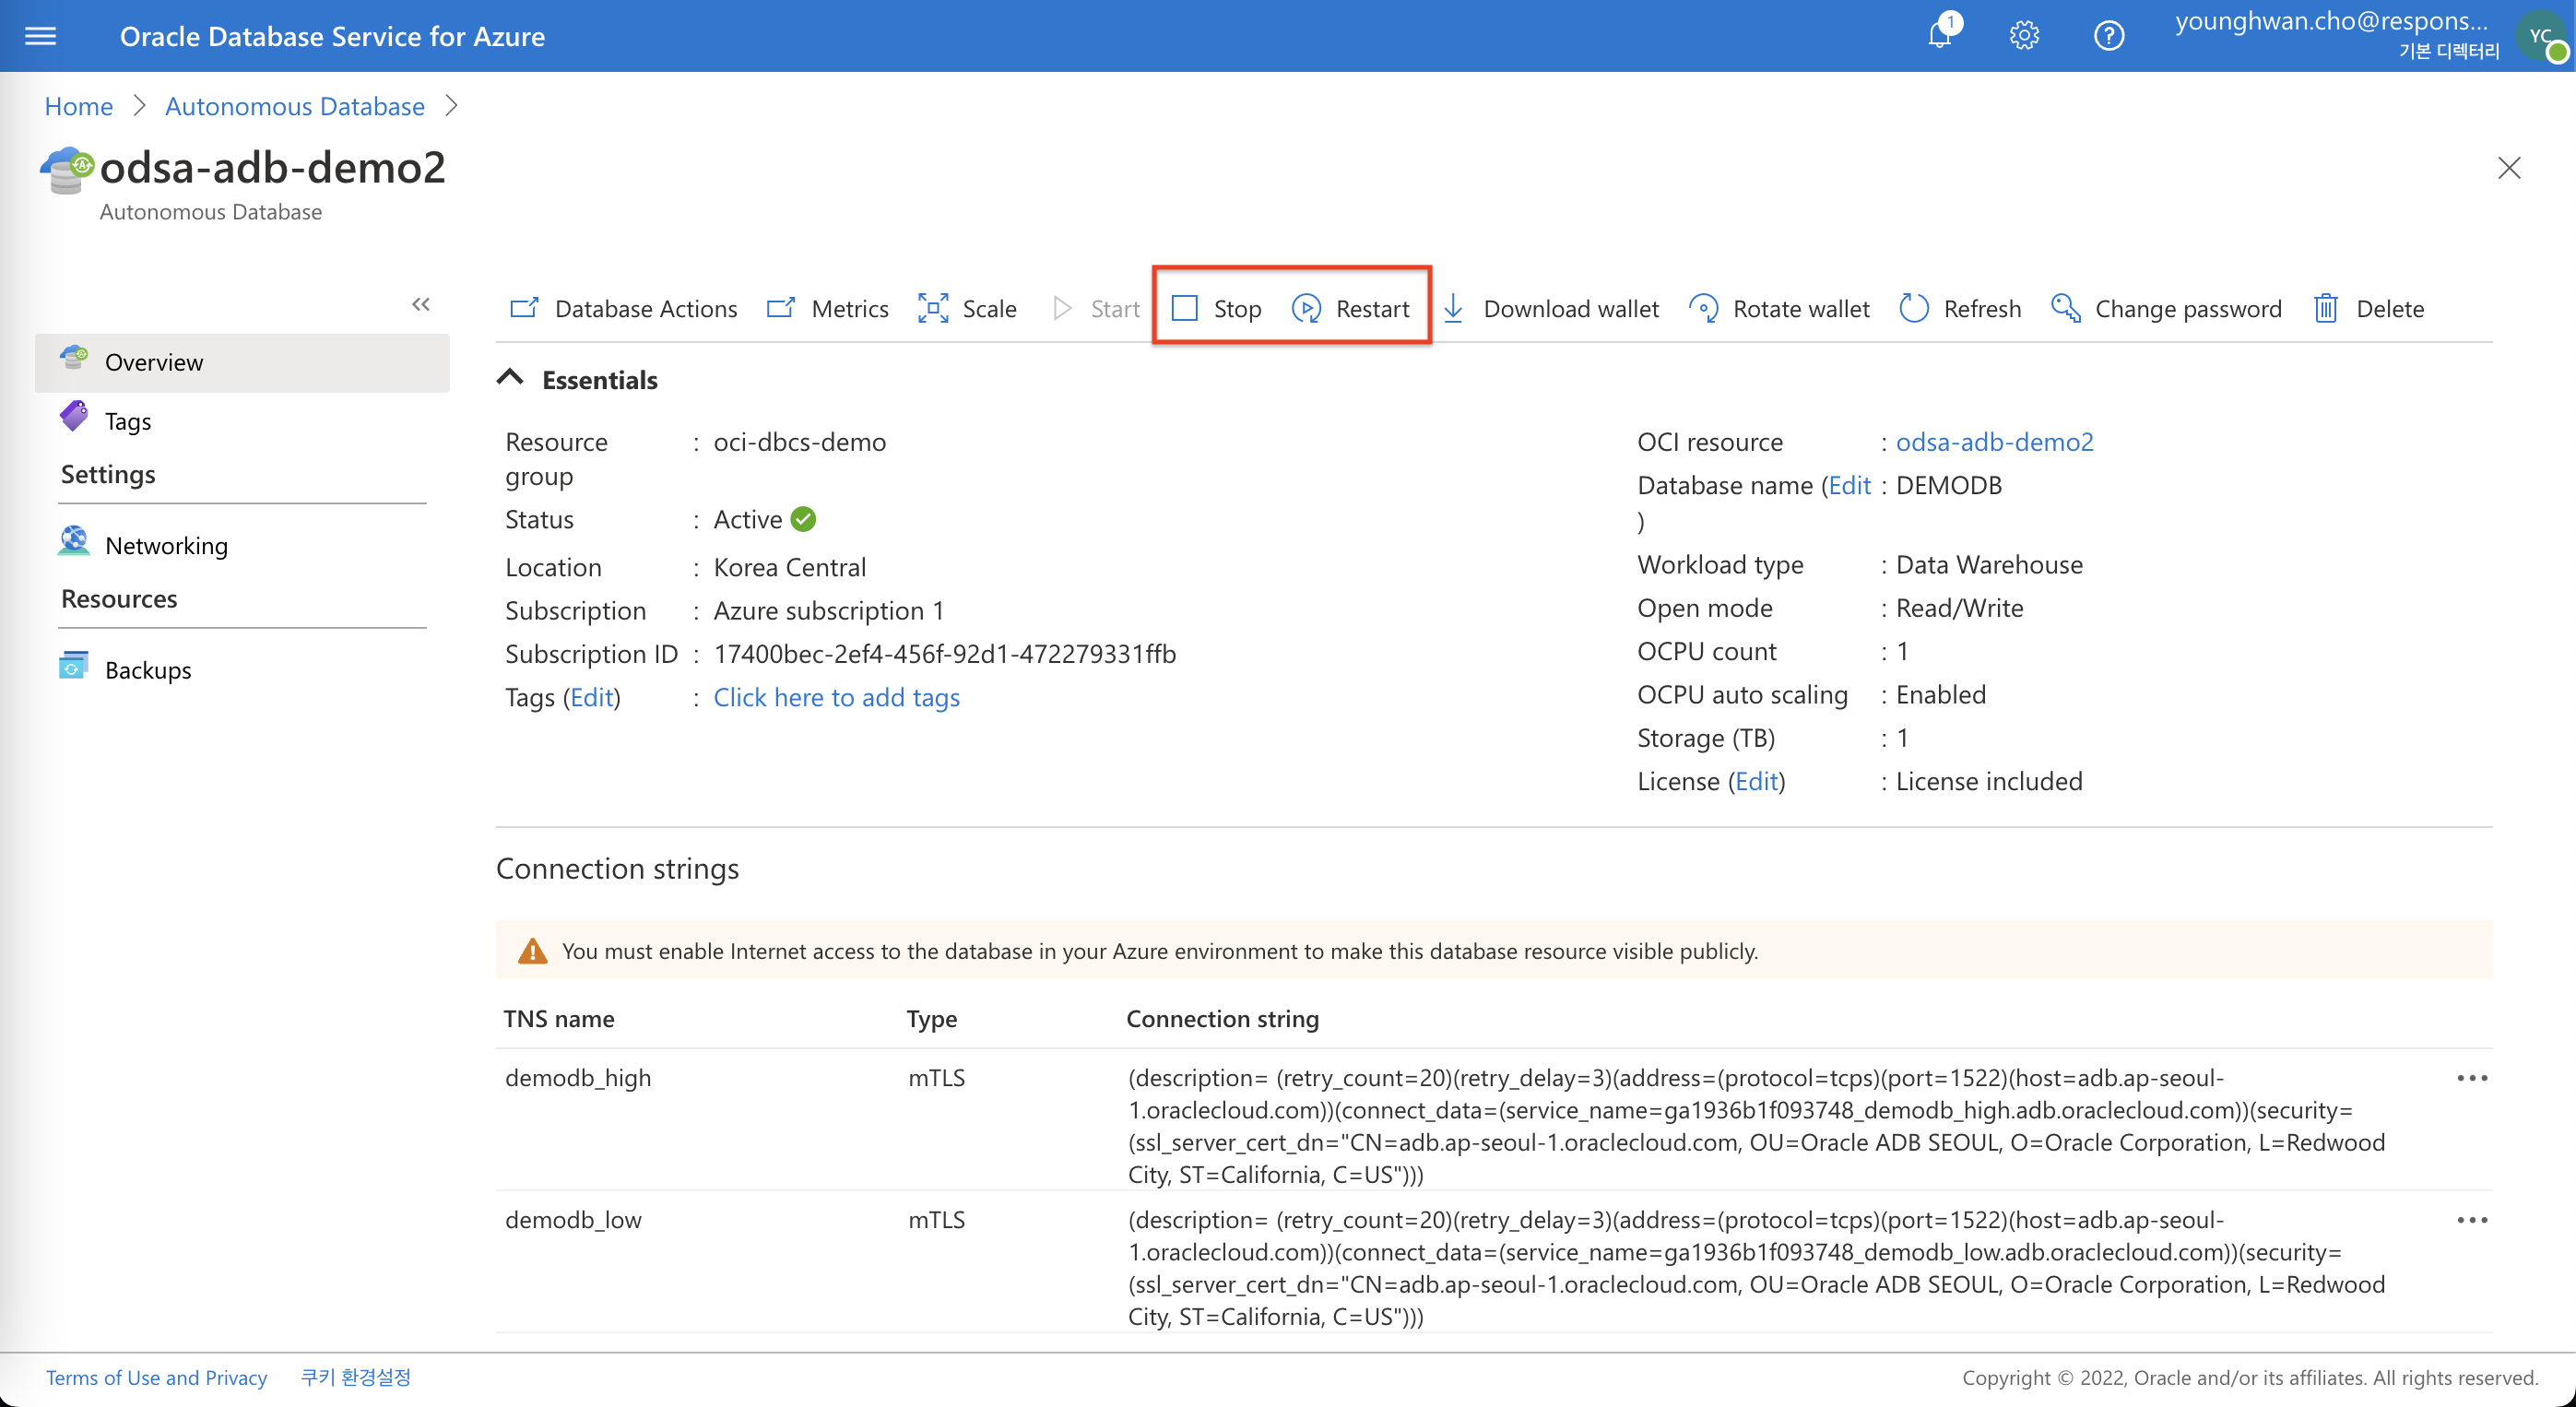 Oracle Database Service for Azure
1
younghwan.cho@respons...
기본 디렉터리
YC
Home
Autonomous Database
odsa-adb-demo2
Autonomous Database
Database Actions
Metrics
Scale
Start
Stop
Restart
Download wallet
Rotate wallet
Refresh
Change password
Delete
Overview
Tags
Settings
Networking
Resources
Backups
Essentials
Resource group : oci-dbcs-demo
Status : Active
Location : Korea Central
Subscription : Azure subscription 1
Subscription ID : 17400bec-2ef4-456f-92d1-472279331ffb
Tags (Edit) : Click here to add tags
OCI resource : odsa-adb-demo2
Database name (Edit) : DEMODB
Workload type : Data Warehouse
Open mode : Read/Write
OCPU count : 1
OCPU auto scaling : Enabled
Storage (TB) : 1
License (Edit) : License included
Connection strings
You must enable Internet access to the database in your Azure environment to make this database resource visible publicly.
TNS name Type Connection string
demodb_high mTLS (description= (retry_count=20)(retry_delay=3)(address=(protocol=tcps)(port=1522)(host=adb.ap-seoul-
1.oraclecloud.com))(connect_data=(service_name=ga1936b1f093748_demodb_high.adb.oraclecloud.com))(security=
(ssl_server_cert_dn="CN=adb.ap-seoul-1.oraclecloud.com, OU=Oracle ADB SEOUL, O=Oracle Corporation, L=Redwood
City, ST=California, C=US")))
demodb_low mTLS (description= (retry_count=20)(retry_delay=3)(address=(protocol=tcps)(port=1522)(host=adb.ap-seoul-
1.oraclecloud.com))(connect_data=(service_name=ga1936b1f093748_demodb_low.adb.oraclecloud.com))(security=
(ssl_server_cert_dn="CN=adb.ap-seoul-1.oraclecloud.com, OU=Oracle ADB SEOUL, O=Oracle Corporation, L=Redwood
City, ST=California, C=US")))
Terms of Use and Privacy
쿠키 환경설정
Copyright © 2022, Oracle and/or its affiliates. All rights reserved.